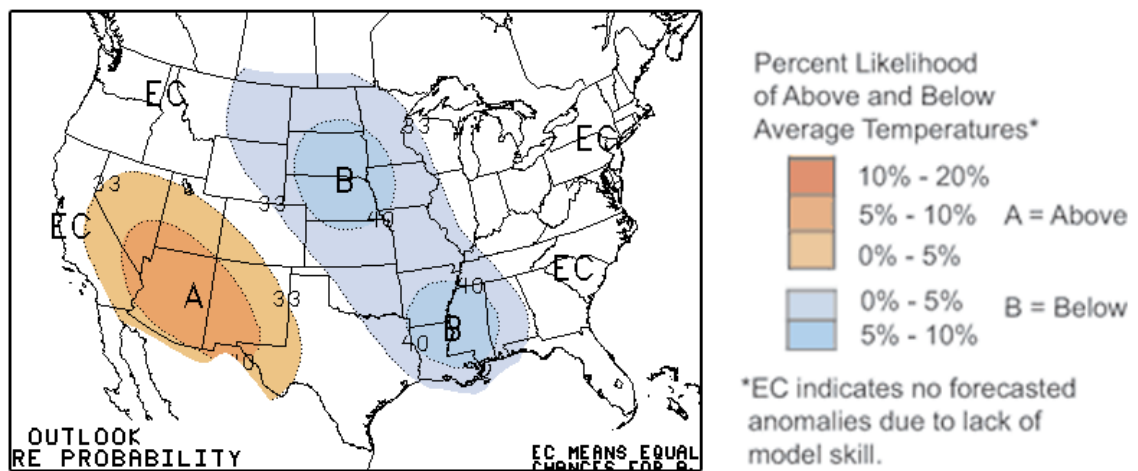 EC
33
B
33
33
EC
EC
40
A
33
EC
40
B
40
OUTLOOK
RE PROBABILITY
EC MEANS EQUAL
CHANCES FOR A,
Percent Likelihood
of Above and Below
Average Temperatures*
10% - 20%
5% - 10%
A = Above
0% - 5%
0% - 5%
B = Below
5% - 10%
*EC indicates no forecasted
anomalies due to lack of
model skill.